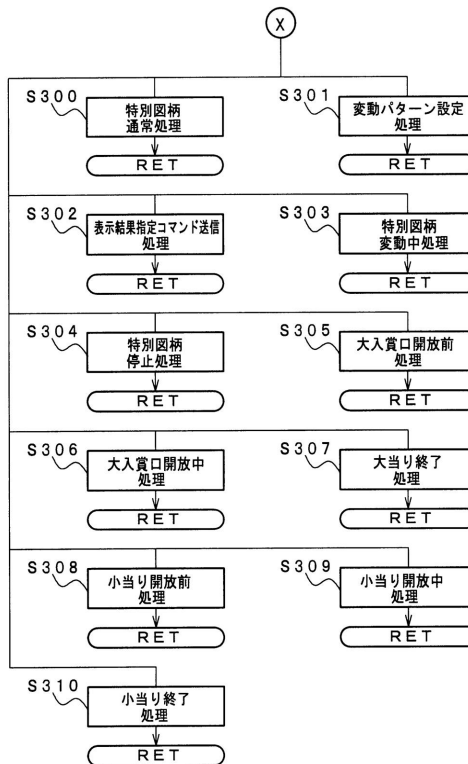 X
S300
特別図柄
通常処理
RET
S301
変動パターン設定
処理
RET
S302
表示結果指定コマンド送信
処理
RET
S303
特別図柄
変動中処理
RET
S304
特別図柄
停止処理
RET
S305
大入賞口開放前
処理
RET
S306
大入賞口開放中
処理
RET
S307
大当り終了
処理
RET
S308
小当り開放前
処理
RET
S309
小当り開放中
処理
RET
S310
小当り終了
処理
RET